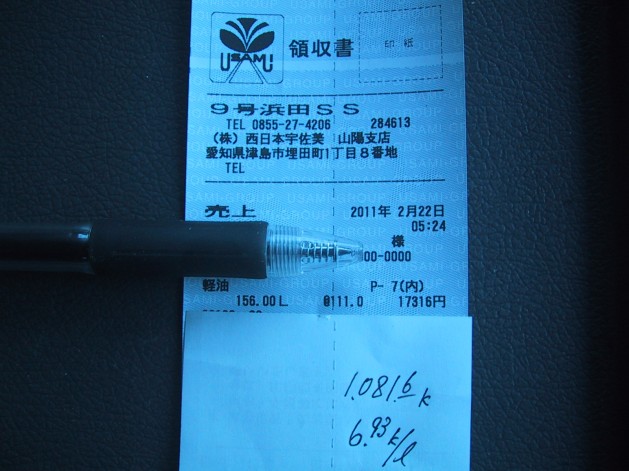 USAMI
領収書
印紙
9号浜田SS
TEL 0855-27-4206 284613
(株) 西日本宇佐美 山陽支店
愛知県津島市埋田町1丁目8番地
TEL
売上 2011年 2月22日
05:24
様
00-0000
軽油 P- 7(内)
156.00L @111.0 17316円
1.081.6 k
6.93 k/l